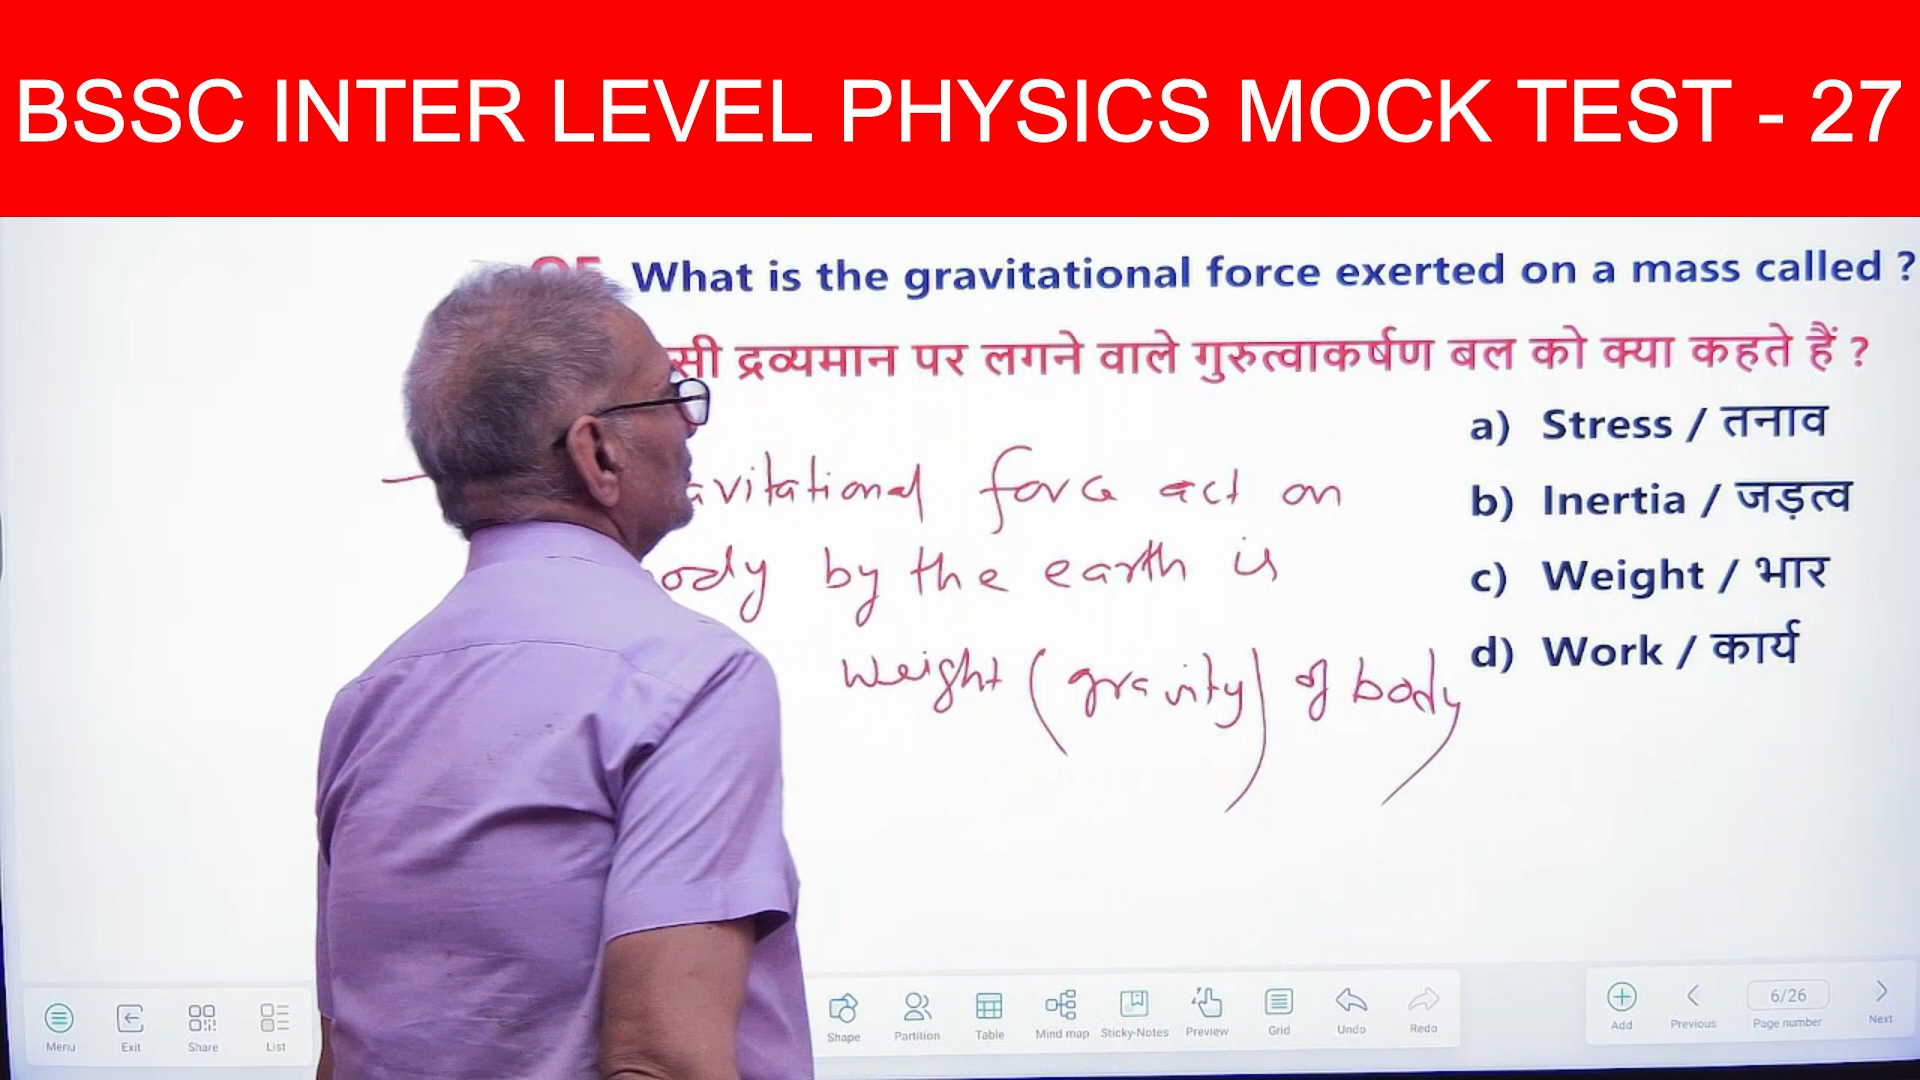 BSSC INTER LEVEL PHYSICS MOCK TEST - 27
What is the gravitational force exerted on a mass called ?
द्रव्यमान पर लगने वाले गुरुत्वाकर्षण बल को क्या कहते हैं ?
a) Stress / तनाव
b) Inertia / जड़त्व
c) Weight / भार
d) Work / कार्य
force act on
by the earth is
Weight (gravity) of body
Menu
Exit
Share
List
Shape
Partition
Table
Mind map
Sticky-Notes
Preview
Grid
Undo
Redo
Add
Previous
6/26
Page number
Next